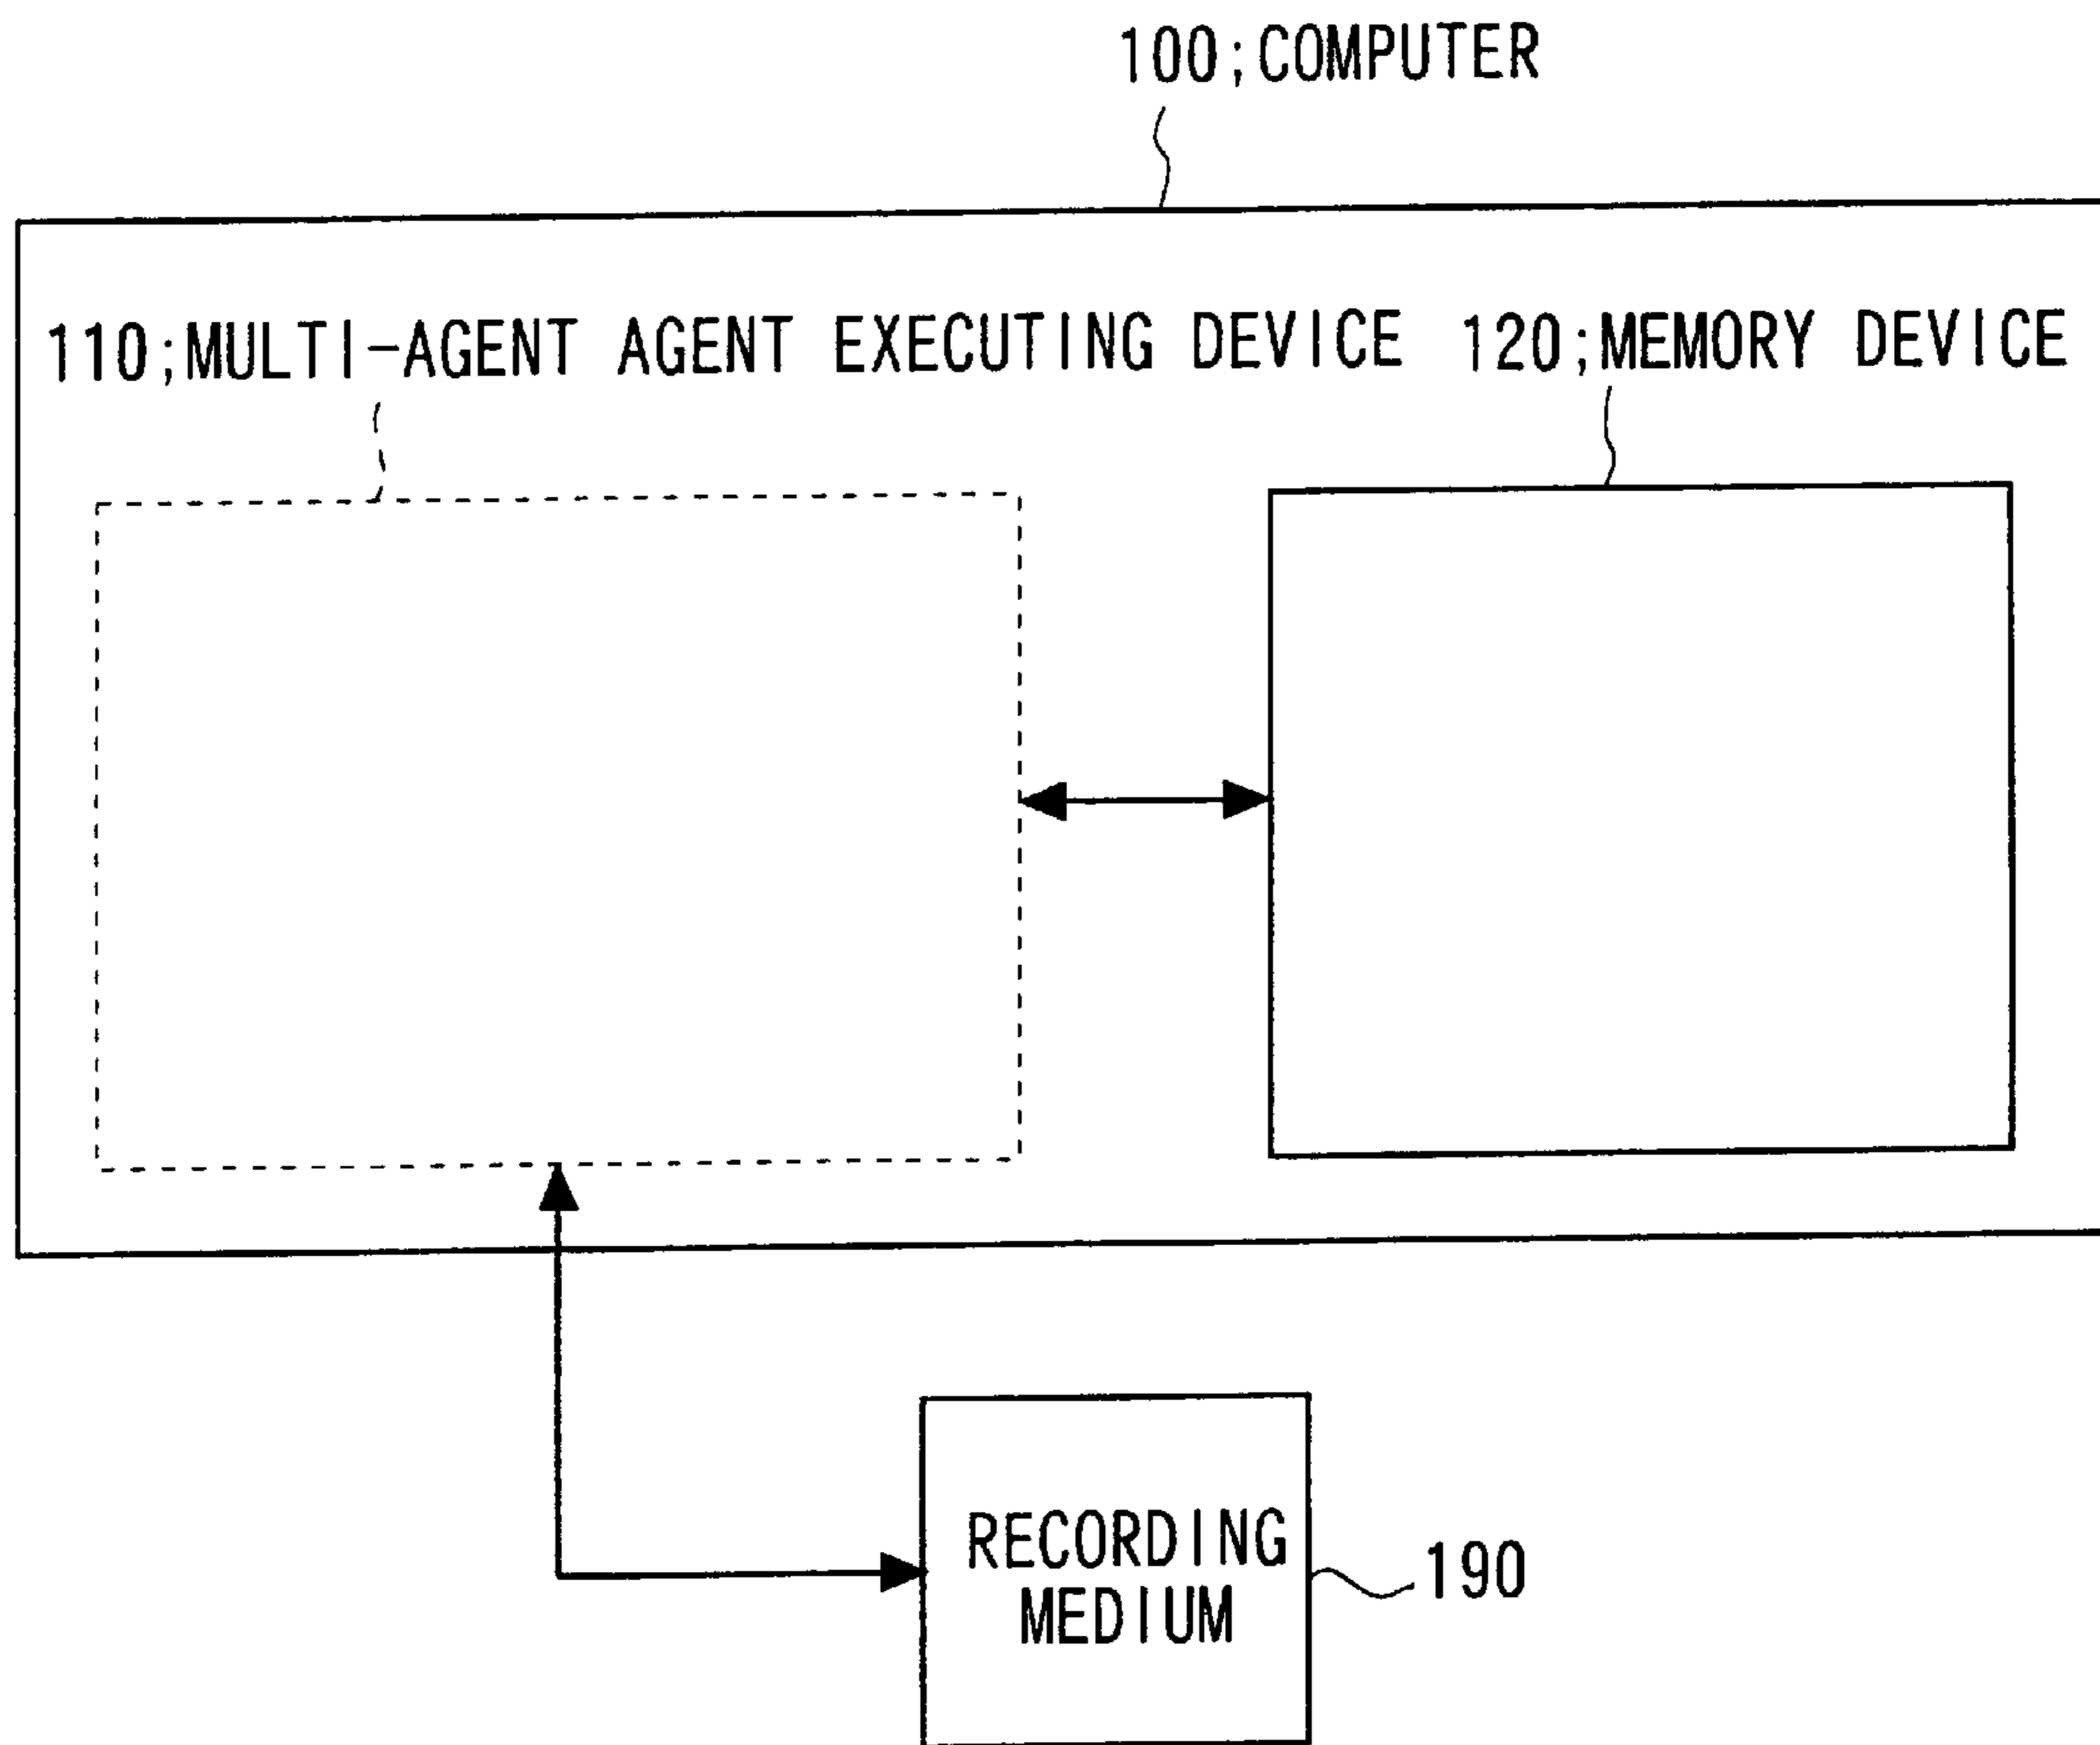 100;COMPUTER
110;MULTI-AGENT AGENT EXECUTING DEVICE 120;MEMORY DEVICE
RECORDING
MEDIUM
190